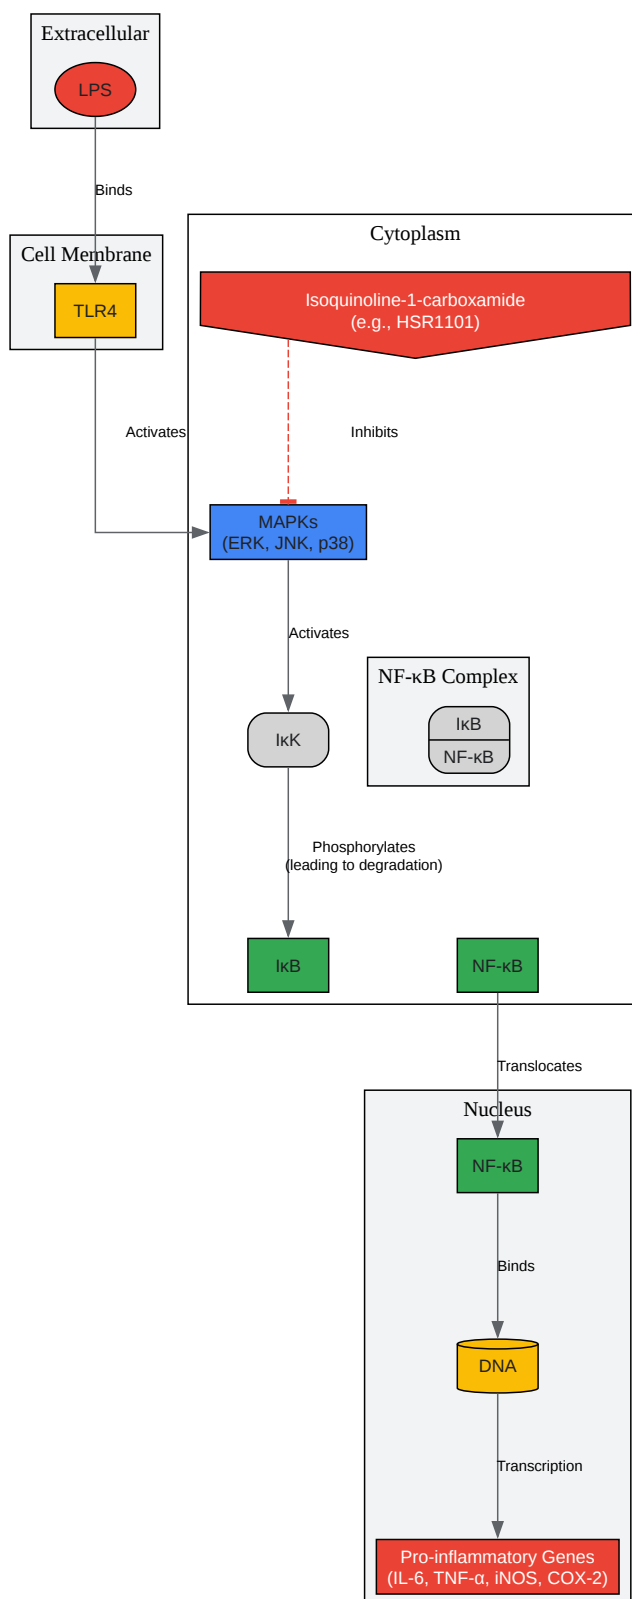 Extracellular
LPS
Binds
Cell Membrane
TLR4
Activates
Cytoplasm
Isoquinoline-1-carboxamide
(e.g., HSR1101)
Inhibits
MAPKs
(ERK, JNK, p38)
Activates
IκK
NF-κB Complex
IκB
NF-κB
Phosphorylates
(leading to degradation)
IκB
NF-κB
Translocates
Nucleus
NF-κB
Binds
DNA
Transcription
Pro-inflammatory Genes
(IL-6, TNF-α, iNOS, COX-2)